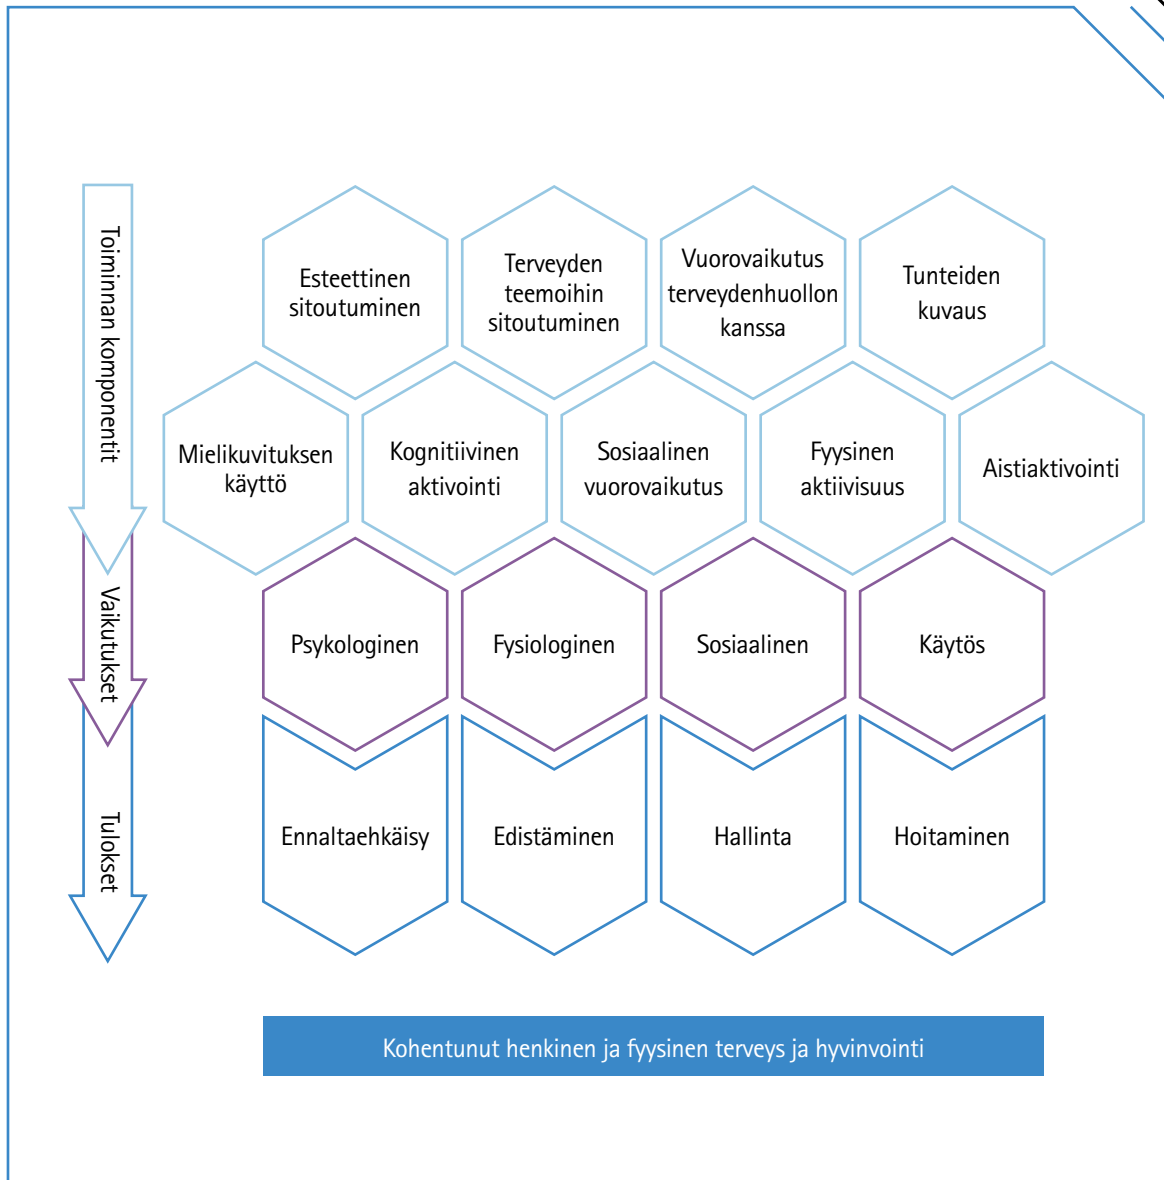 Toiminnan komponentit
Esteettinen
sitoutuminen
Terveyden
teemoihin
sitoutuminen
Vuorovaikutus
terveydenhuollon
kanssa
Tunteiden
kuvaus
Mielikuvituksen
käyttö
Kognitiivinen
aktivointi
Sosiaalinen
vuorovaikutus
Fyysinen
aktiivisuus
Aistiaktivointi
Vaikutukset
Psykologinen
Fysiologinen
Sosiaalinen
Käytös
Tulokset
Ennaltaehkäisy
Edistäminen
Hallinta
Hoitaminen
Kohentunut henkinen ja fyysinen terveys ja hyvinvointi